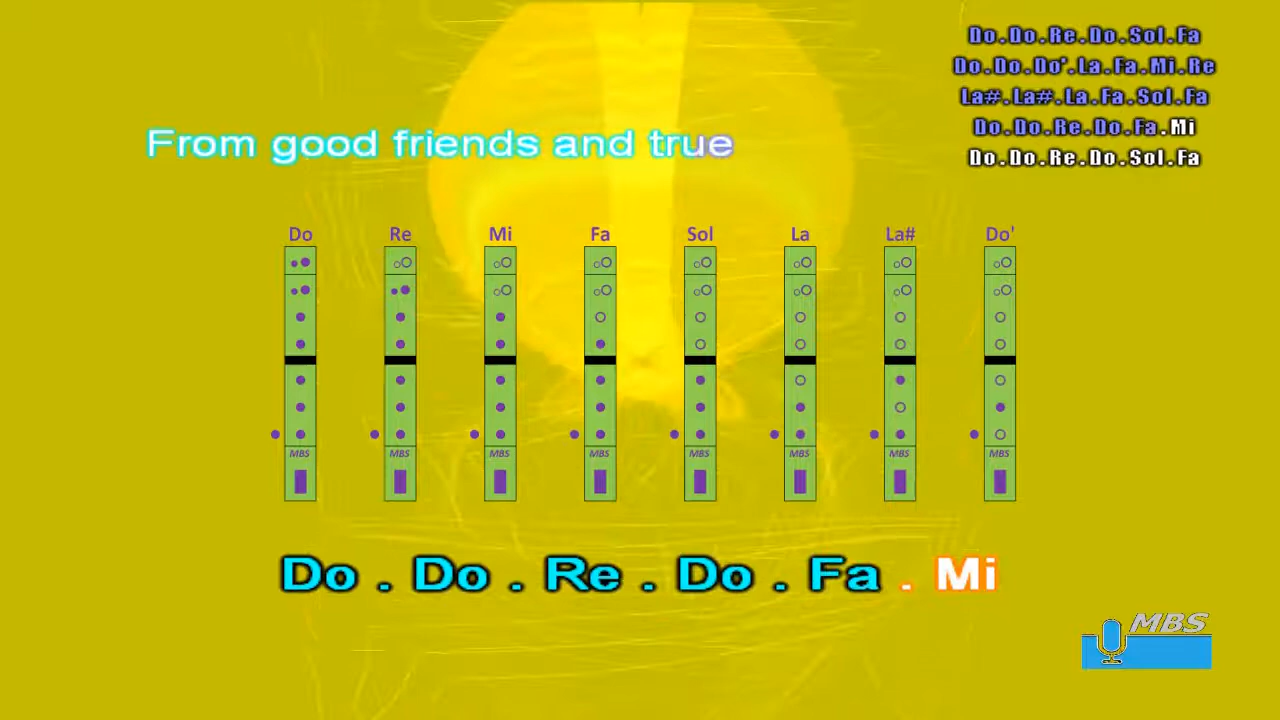 Do.Do.Re.Do.Sol.Fa
Do.Do.Do'.La.Fa.Mi.Re
La#.La#.La.Fa.Sol.Fa
Do.Do.Re.Do.Fa.Mi
Do.Do.Re.Do.Sol.Fa
From good friends and true
Do Re Mi Fa Sol La La# Do'
MBS MBS MBS MBS MBS MBS MBS MBS
Do . Do . Re . Do . Fa . Mi
MBS